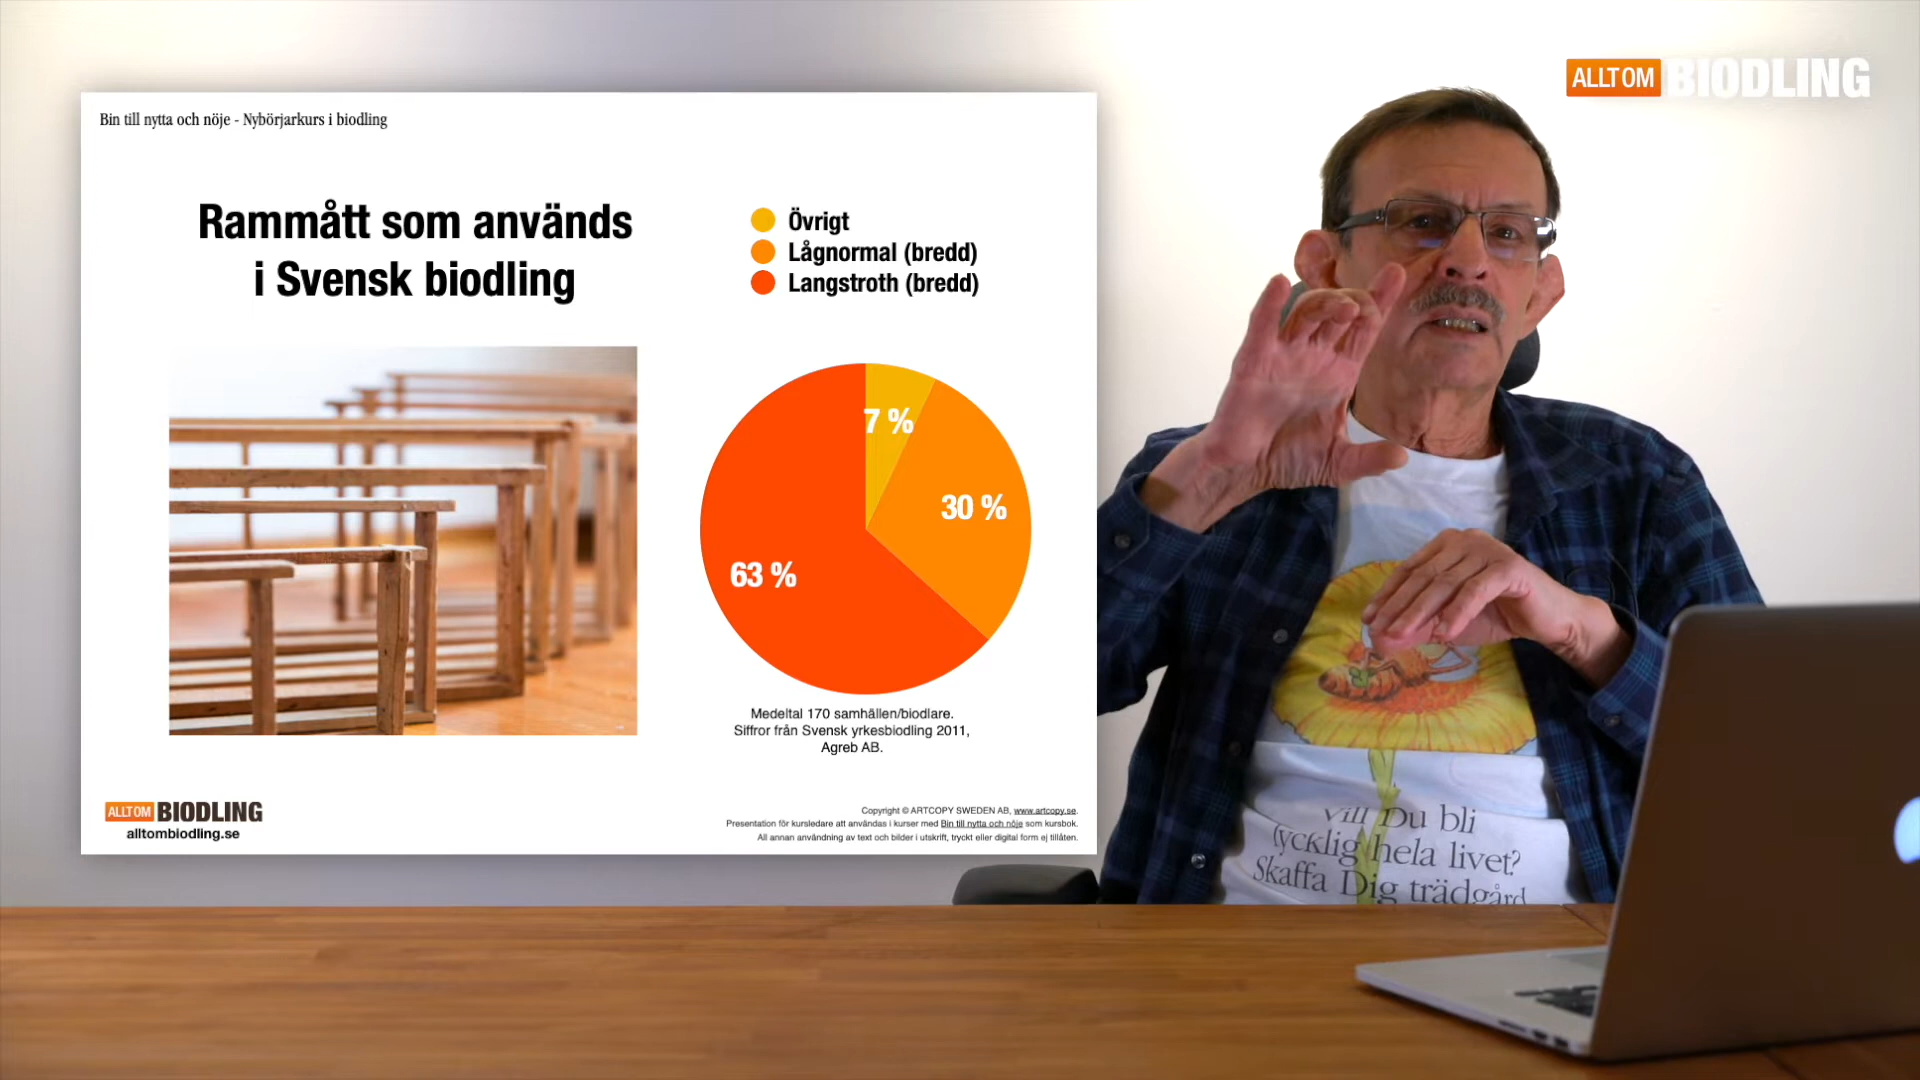 ALLTOM BIODLING
Bin till nytta och nöje - Nybörjarkurs i biodling
Rammått som används
i Svensk biodling
Övrigt
Lågnormal (bredd)
Langstroth (bredd)
7 %
30 %
63 %
Medeltal 170 samhällen/biodlare.
Siffror från Svensk yrkesbiodling 2011,
Agreb AB.
ALLTOM BIODLING
alltombiodling.se
Copyright © ARTCOPY SWEDEN AB, www.artcopy.se.
Presentation för kursledare att användas i kurser med Bin till nytta och nöje som kursbok.
All annan användning av text och bilder i utskrift, tryckt eller digital form ej tillåten.
Vill Du bli
lycklig hela livet?
Skaffa Dig trädgård